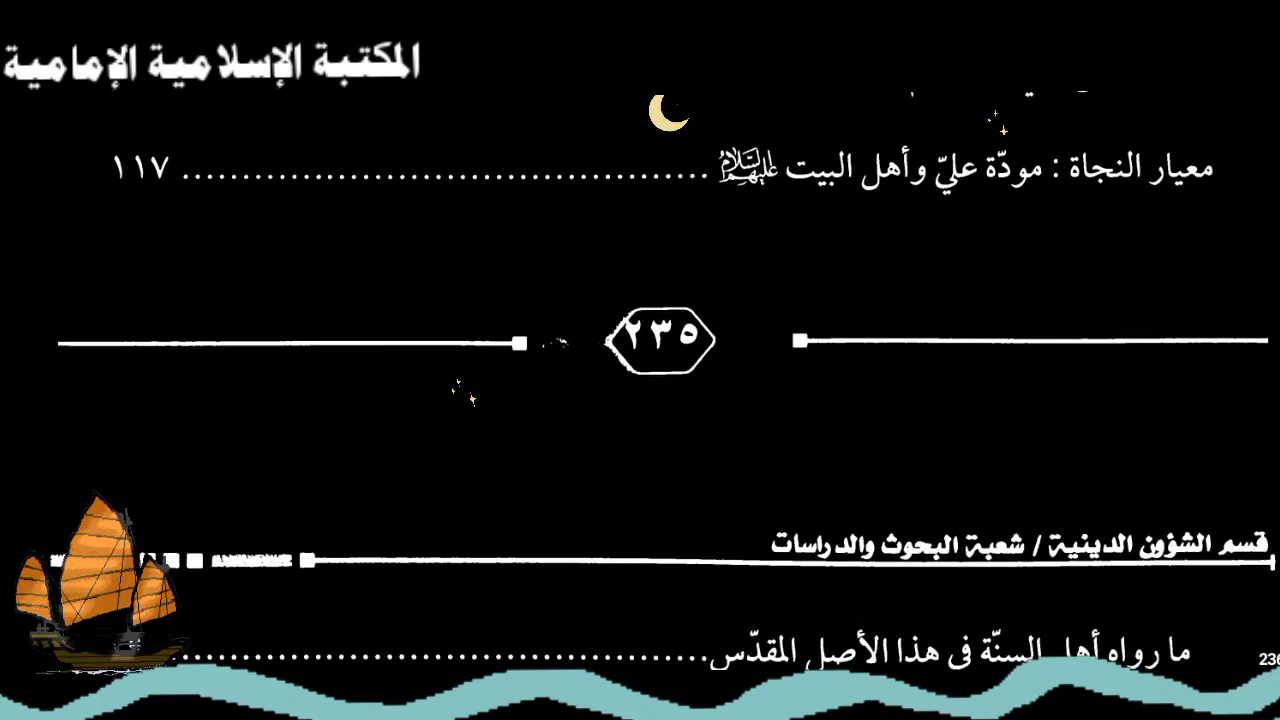 المكتبة الإسلامية الإمامية
معيار النجاة : مودّة عليّ وأهل البيت عليهم السلام ........................................... ١١٧
٢٣٥
قسم الشؤون الدينية / شعبة البحوث والدراسات
ما رواه أهل السنّة في هذا الأصل المقدّس ...........................................
236